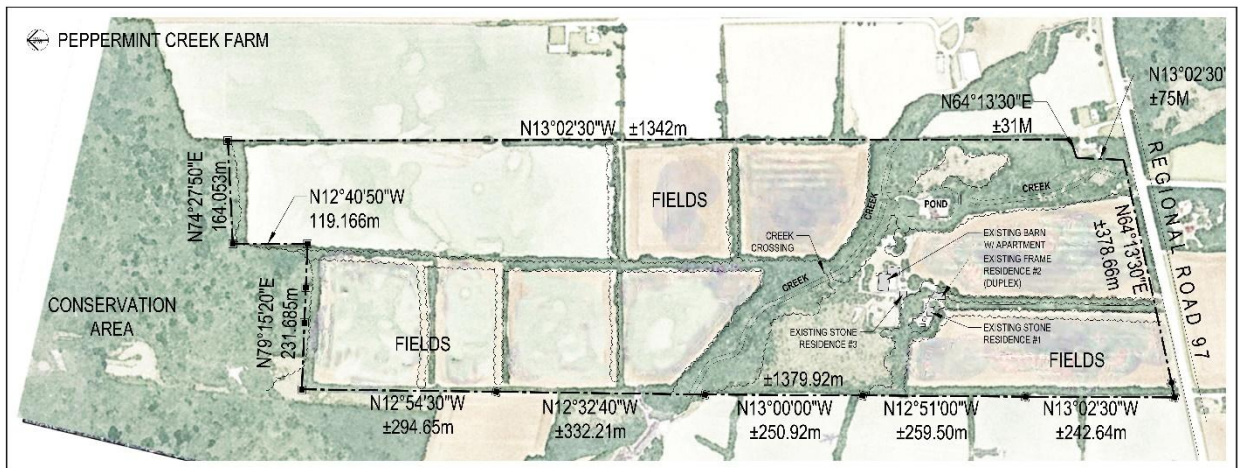 PEPPERMINT CREEK FARM
N13°02'30"
±75M
N64°13'30"E
±31M
N13°02'30"W ±1342m
REGIONAL ROAD 97
N74°27'50"E
164.053m
N12°40'50"W
119.166m
FIELDS
CREEK
CREEK
POND
N64°13'30"E
±378.66m
CREEK
CROSSING
EXISTING BARN
W/ APARTMENT
EXISTING FRAME
RESIDENCE #2
(DUPLEX)
CREEK
CONSERVATION
AREA
N79°15'20"E
231.685m
FIELDS
EXISTING STONE
RESIDENCE #3
EXISTING STONE
RESIDENCE #1
FIELDS
±1379.92m
N12°54'30"W
±294.65m
N12°32'40"W
±332.21m
N13°00'00"W
±250.92m
N12°51'00"W
±259.50m
N13°02'30"W
±242.64m